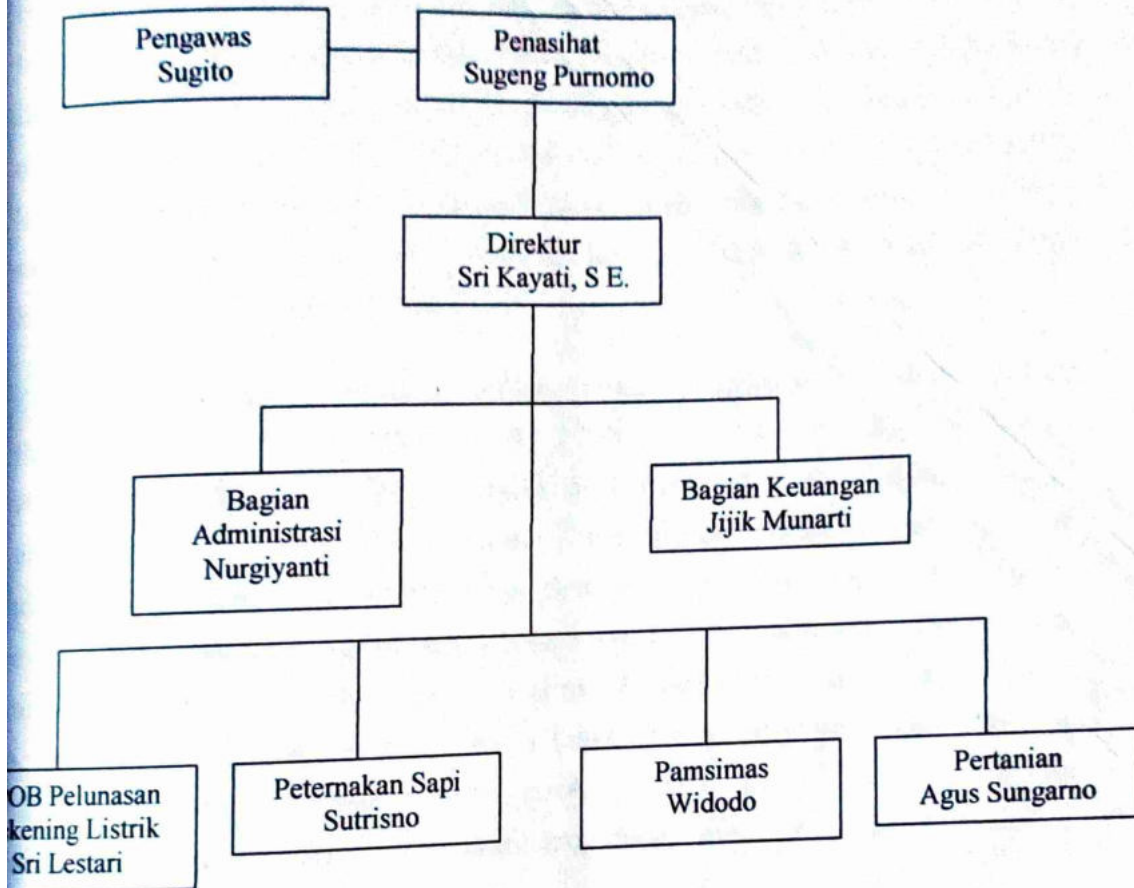 Pengawas
Sugito
Penasihat
Sugeng Purnomo
Direktur
Sri Kayati, S E.
Bagian
Administrasi
Nurgiyanti
Bagian Keuangan
Jijik Munarti
OB Pelunasan
kening Listrik
Sri Lestari
Peternakan Sapi
Sutrisno
Pamsimas
Widodo
Pertanian
Agus Sungarno